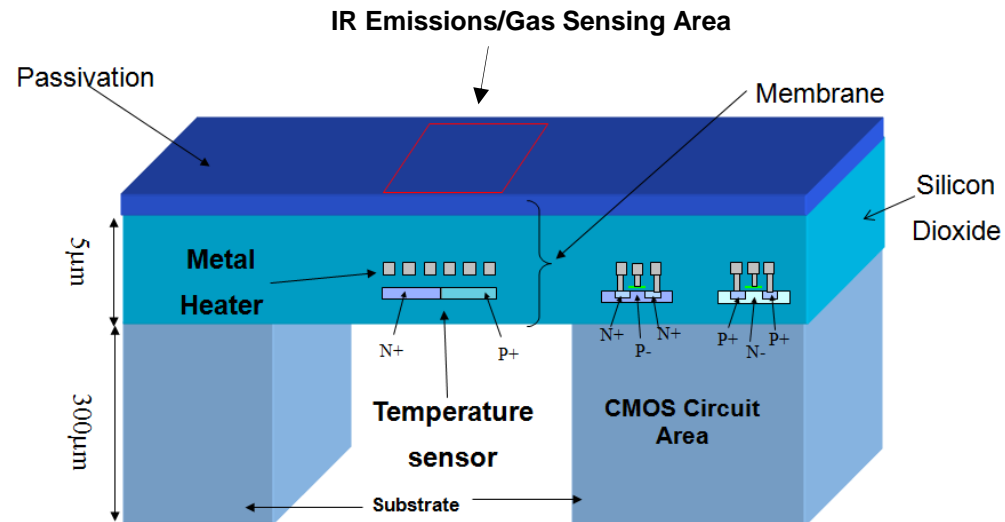 IR Emissions/Gas Sensing Area
Passivation
Membrane
Silicon
Dioxide
5μm
Metal
Heater
N+
P+
N+
P-
N+
P+
N-
P+
300μm
Temperature
sensor
CMOS Circuit
Area
Substrate